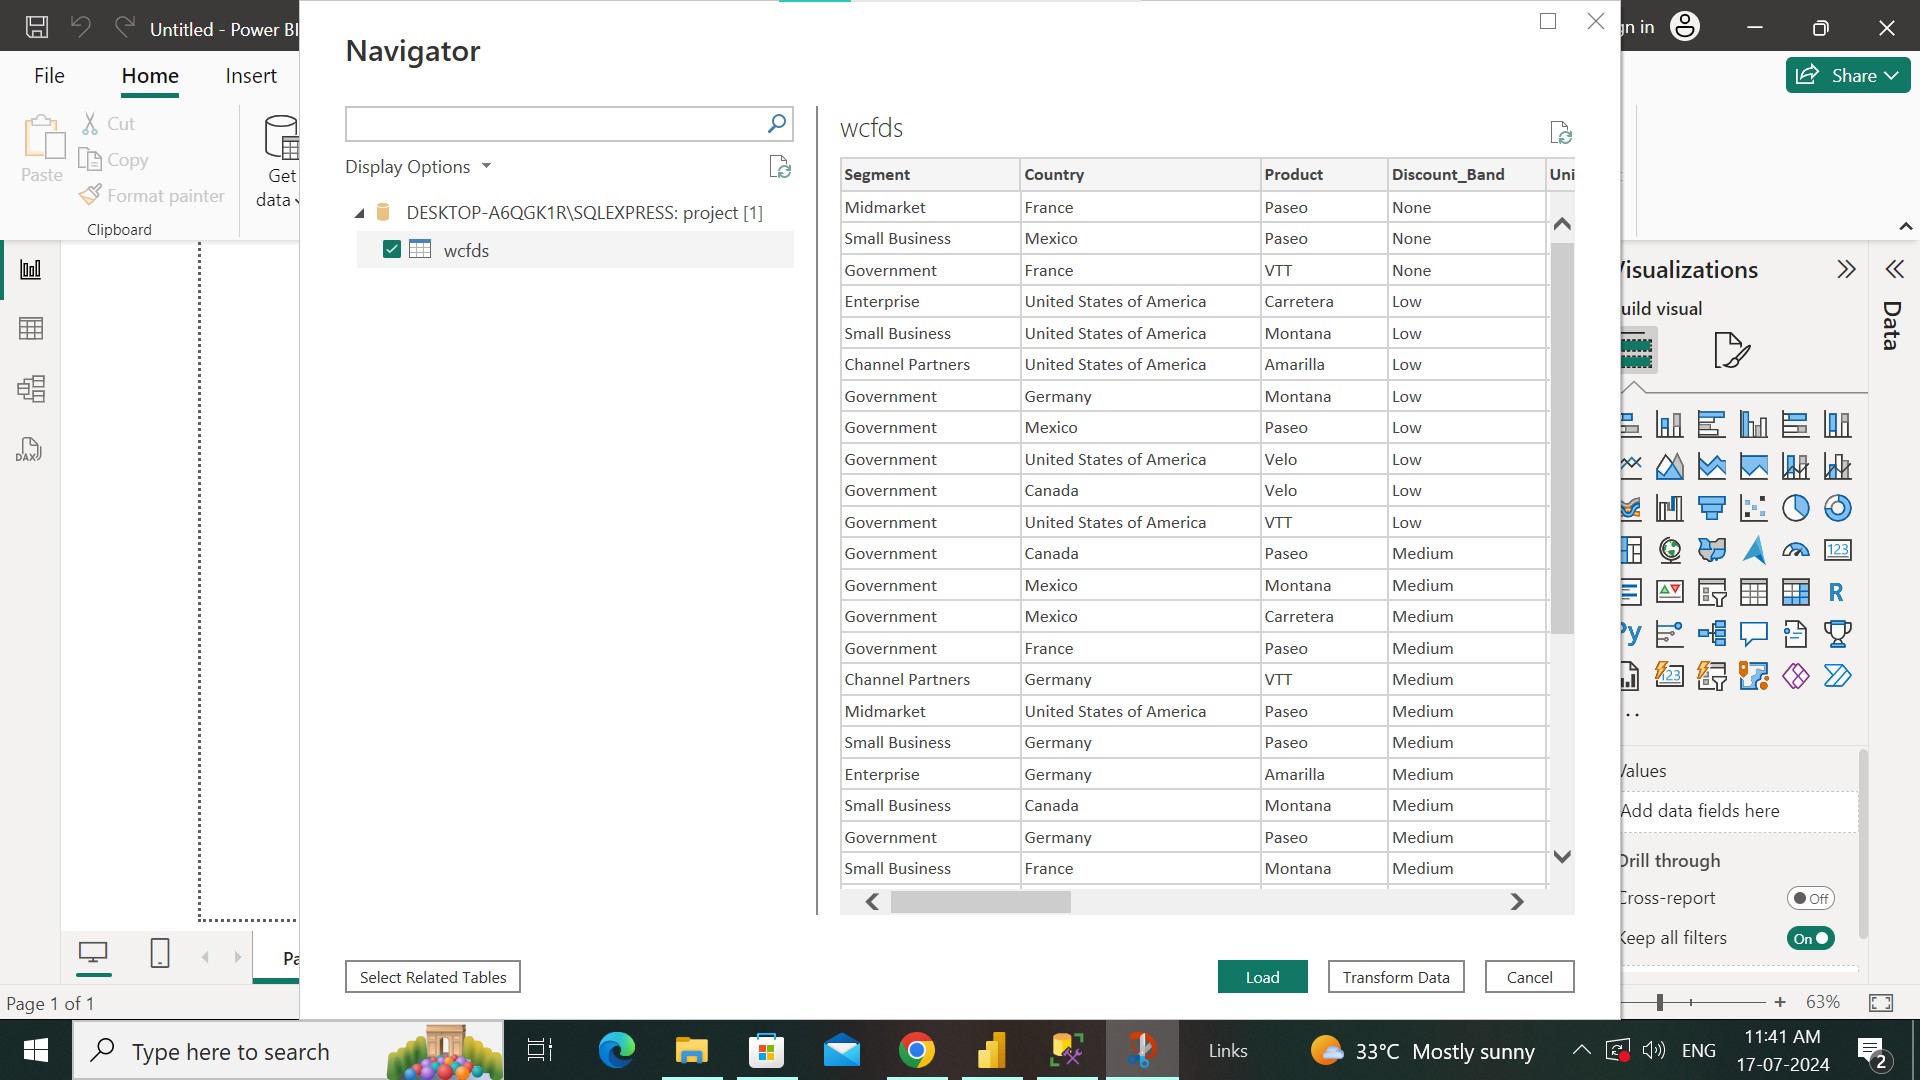 Untitled - Power BI
Navigator
gn in
File
Home
Insert
Share
Cut
Copy
Paste
Format painter
Get
data
Clipboard
Display Options
DESKTOP-A6QGK1R\SQLEXPRESS: project [1]
wcfds
wcfds
Segment Country Product Discount_Band Uni
Midmarket France Paseo None
Small Business Mexico Paseo None
Government France VTT None
Enterprise United States of America Carretera Low
Small Business United States of America Montana Low
Channel Partners United States of America Amarilla Low
Government Germany Montana Low
Government Mexico Paseo Low
Government United States of America Velo Low
Government Canada Velo Low
Government United States of America VTT Low
Government Canada Paseo Medium
Government Mexico Montana Medium
Government Mexico Carretera Medium
Government France Paseo Medium
Channel Partners Germany VTT Medium
Midmarket United States of America Paseo Medium
Small Business Germany Paseo Medium
Enterprise Germany Amarilla Medium
Small Business Canada Montana Medium
Government Germany Paseo Medium
Small Business France Montana Medium
Select Related Tables
Load
Transform Data
Cancel
isualizations
uild visual
Data
123
R
Py
123
Values
Add data fields here
Drill through
Cross-report
Off
Keep all filters
On
DAX
Pa
Page 1 of 1
63%
Type here to search
Links
33°C Mostly sunny
ENG
11:41 AM
17-07-2024
2